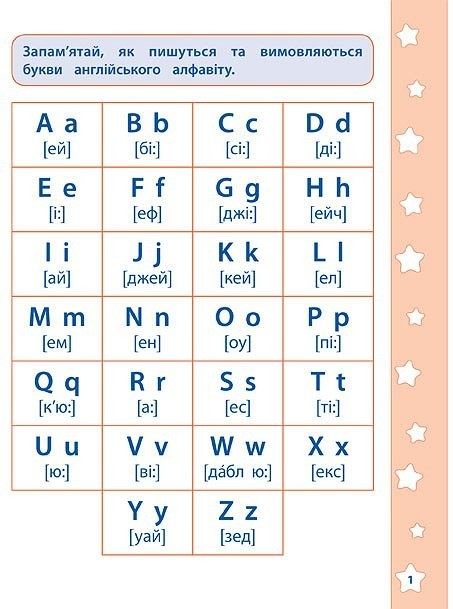 Запам'ятай, як пишуться та вимовляються
букви англійського алфавіту.
A a B b C c D d
[ей] [бі:] [сі:] [ді:]
E e F f G g H h
[і:] [еф] [джі:] [ейч]
I i J j K k L l
[ай] [джей] [кей] [ел]
M m N n O o P p
[ем] [ен] [оу] [пі:]
Q q R r S s T t
[к'ю:] [а:] [ес] [ті:]
U u V v W w X x
[ю:] [ві:] [дáбл ю:] [екс]
Y y Z z
[уай] [зед]
1